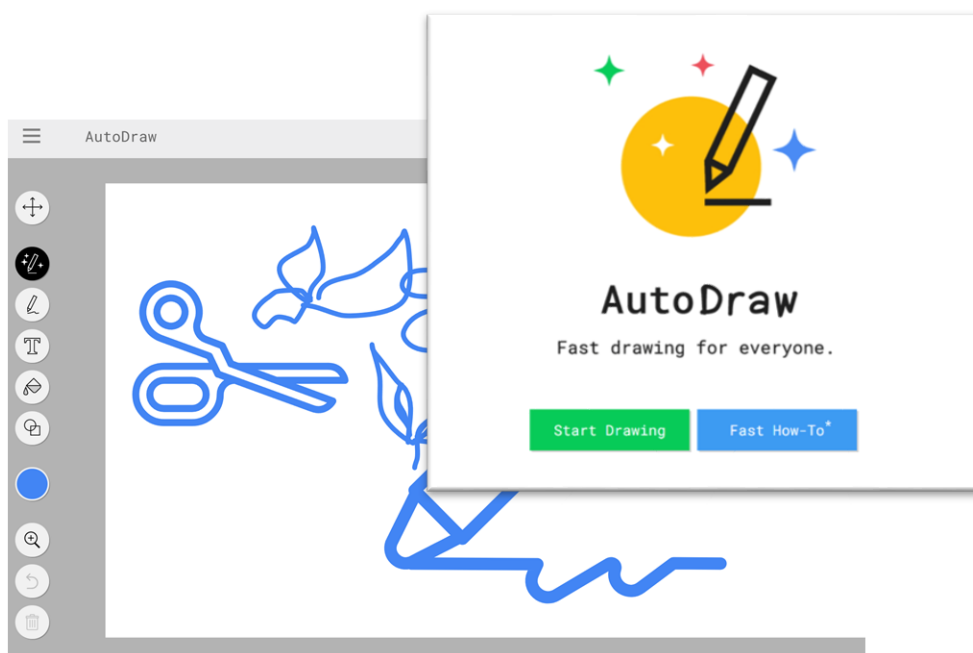 AutoDraw
AutoDraw
Fast drawing for everyone.
Start Drawing
Fast How-To*
T